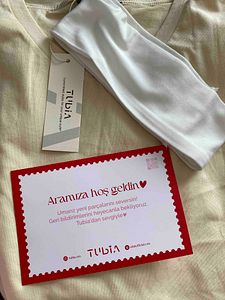 TUBiA
Aramıza hoş geldin
Umarız yeni parçalarını seversin!
Geri bildirimlerini heyecanla bekliyoruz.
Tubia'dan sevgiyle
TUBiA